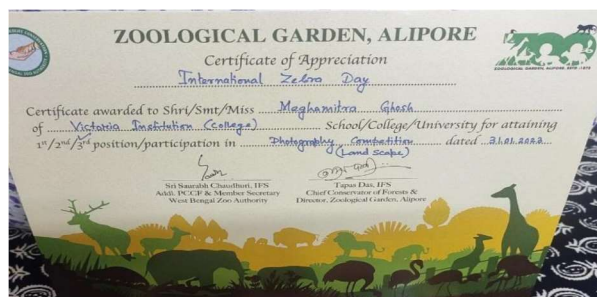 ZOOLOGICAL GARDEN, ALIPORE
Certificate of Appreciation
International Zebra Day
Certificate awarded to Shri/Smt/Miss Meghamitra Ghosh
of Victoria Institution (College) School/College/University for attaining
1st/2nd/3rd position/participation in Photography Competition dated 31.01.2023
(Land scape)
Sri Saurabh Chaudhuri, IFS
Addl. PCCF & Member Secretary
West Bengal Zoo Authority
Tapas Das, IFS
Chief Conservator of Forests &
Director, Zoological Garden, Alipore
ZOOLOGICAL GARDEN, ALIPORE ESTD - 1875